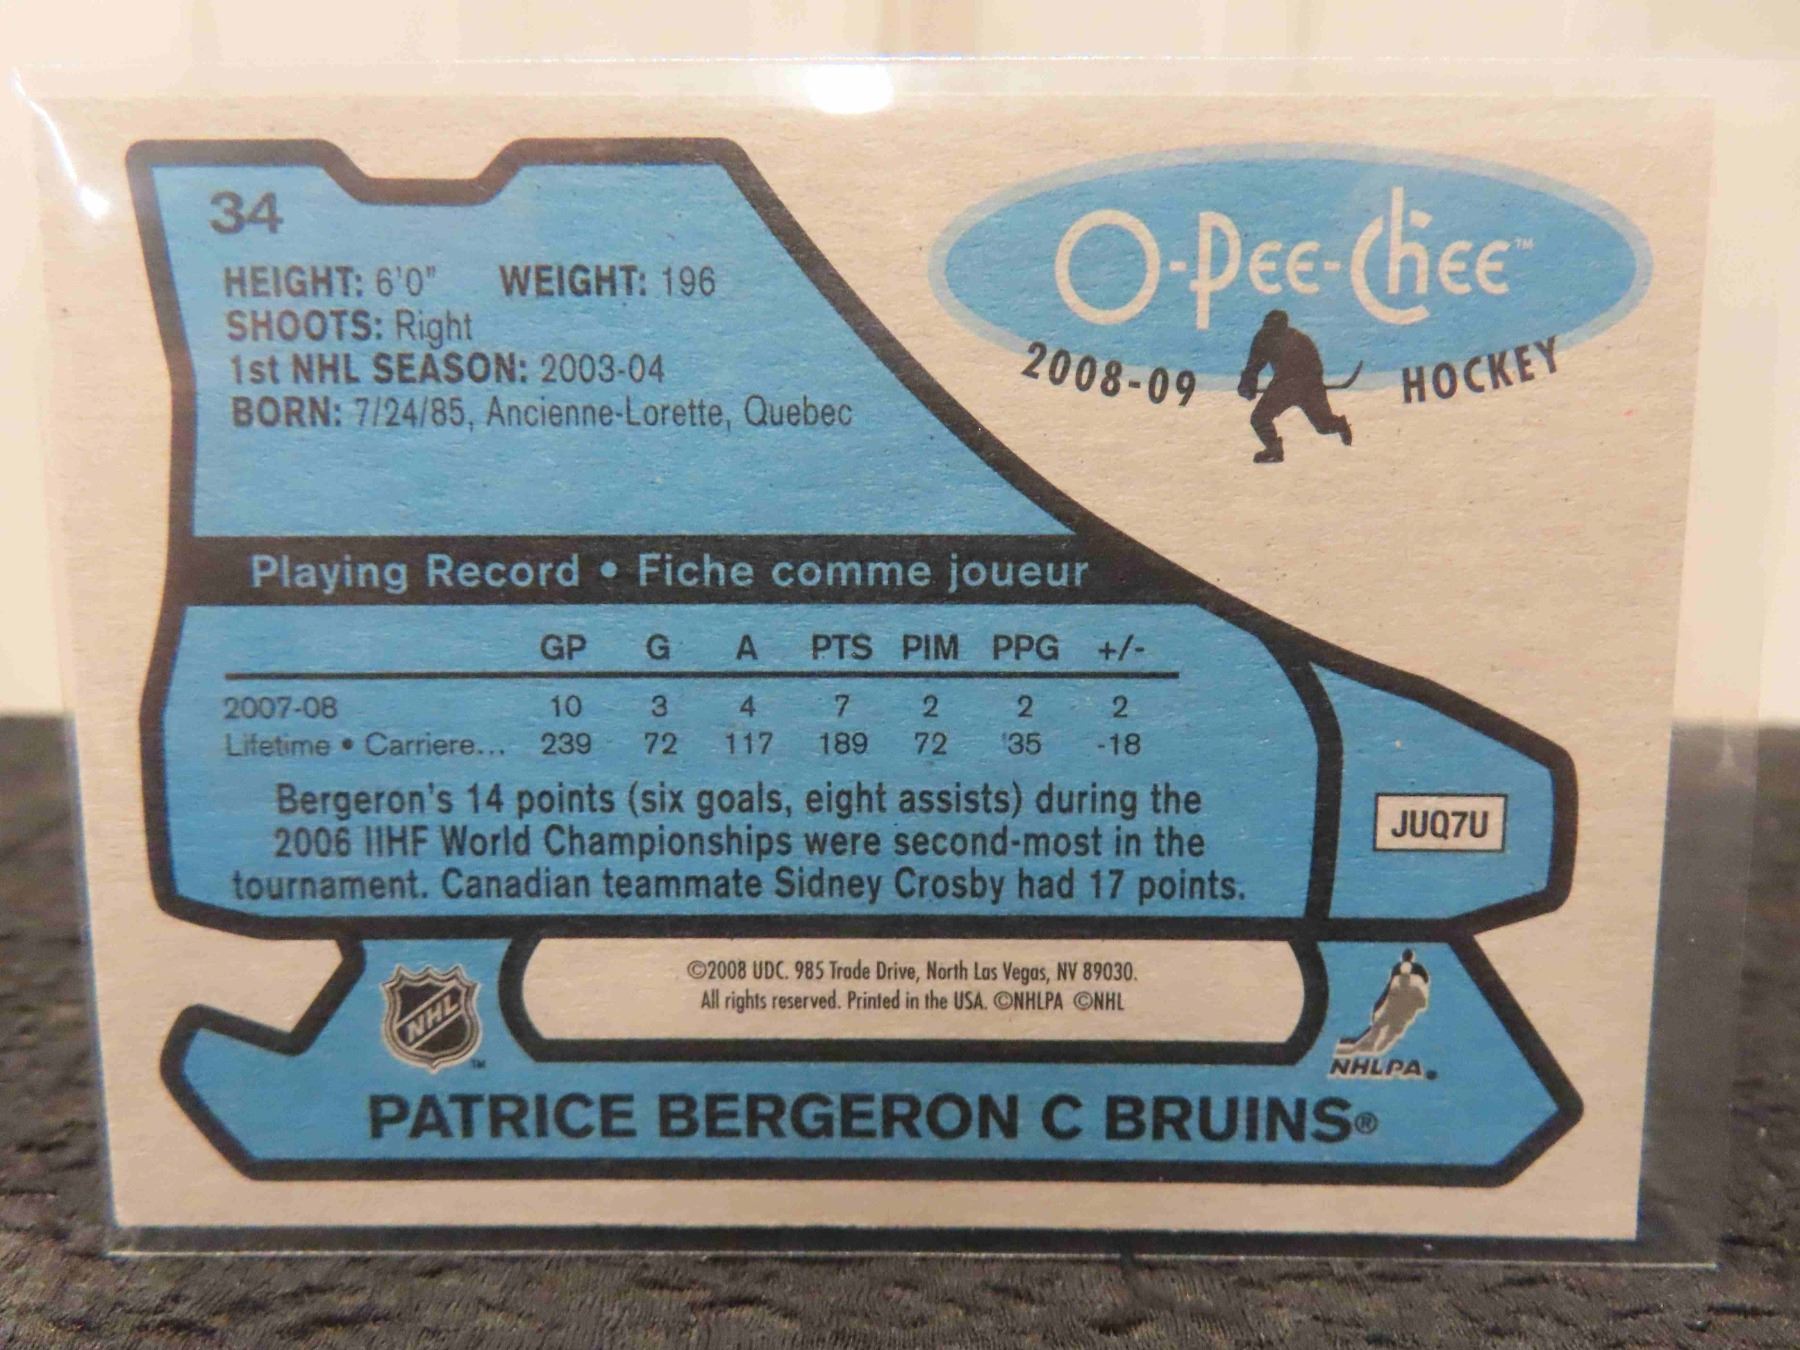 34
HEIGHT: 6'0" WEIGHT: 196
SHOOTS: Right
1st NHL SEASON: 2003-04
BORN: 7/24/85, Ancienne-Lorette, Quebec
O-Pee-Chee™
2008-09 HOCKEY
Playing Record • Fiche comme joueur
GP G A PTS PIM PPG +/-
2007-08 10 3 4 7 2 2 2
Lifetime • Carriere... 239 72 117 189 72 35 -18
Bergeron's 14 points (six goals, eight assists) during the
2006 IIHF World Championships were second-most in the
tournament. Canadian teammate Sidney Crosby had 17 points.
JUQ7U
©2008 UDC. 985 Trade Drive, North Las Vegas, NV 89030.
All rights reserved. Printed in the USA. ©NHLPA ©NHL
NHL™
NHLPA®
PATRICE BERGERON C BRUINS®